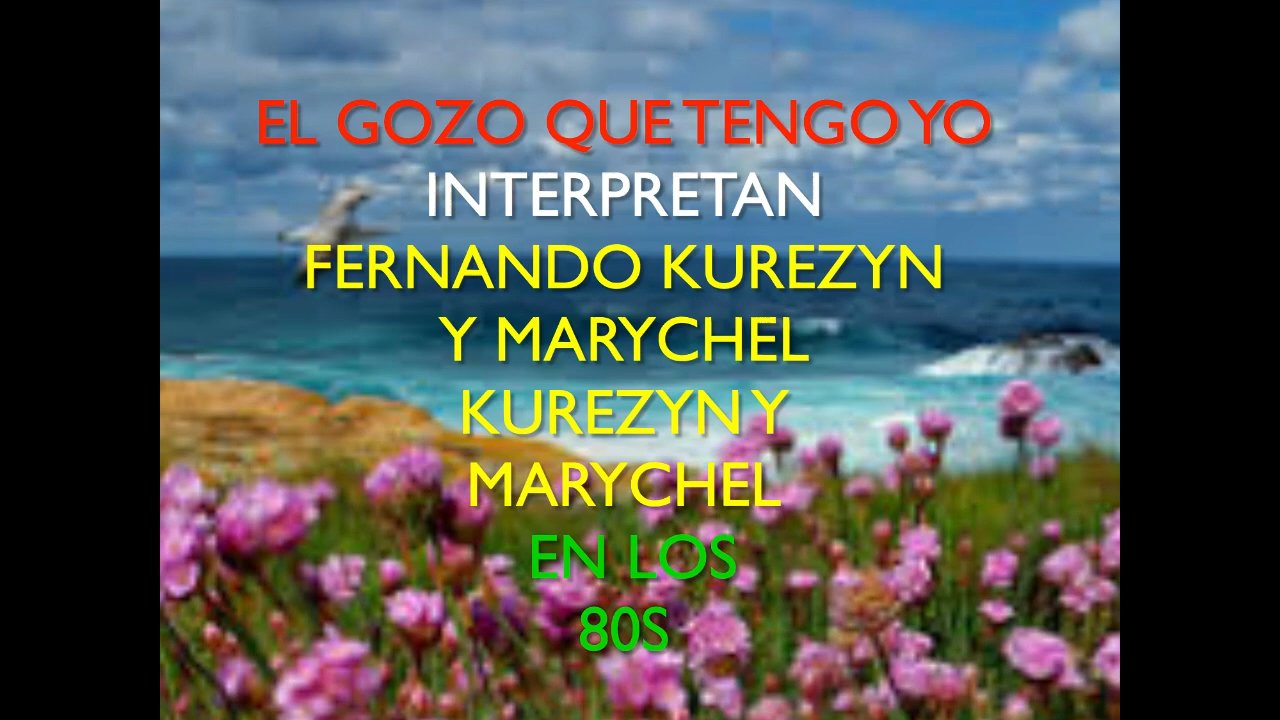 EL GOZO QUE TENGO YO
INTERPRETAN
FERNANDO KUREZYN
Y MARYCHEL
KUREZYN Y
MARYCHEL
EN LOS
80S